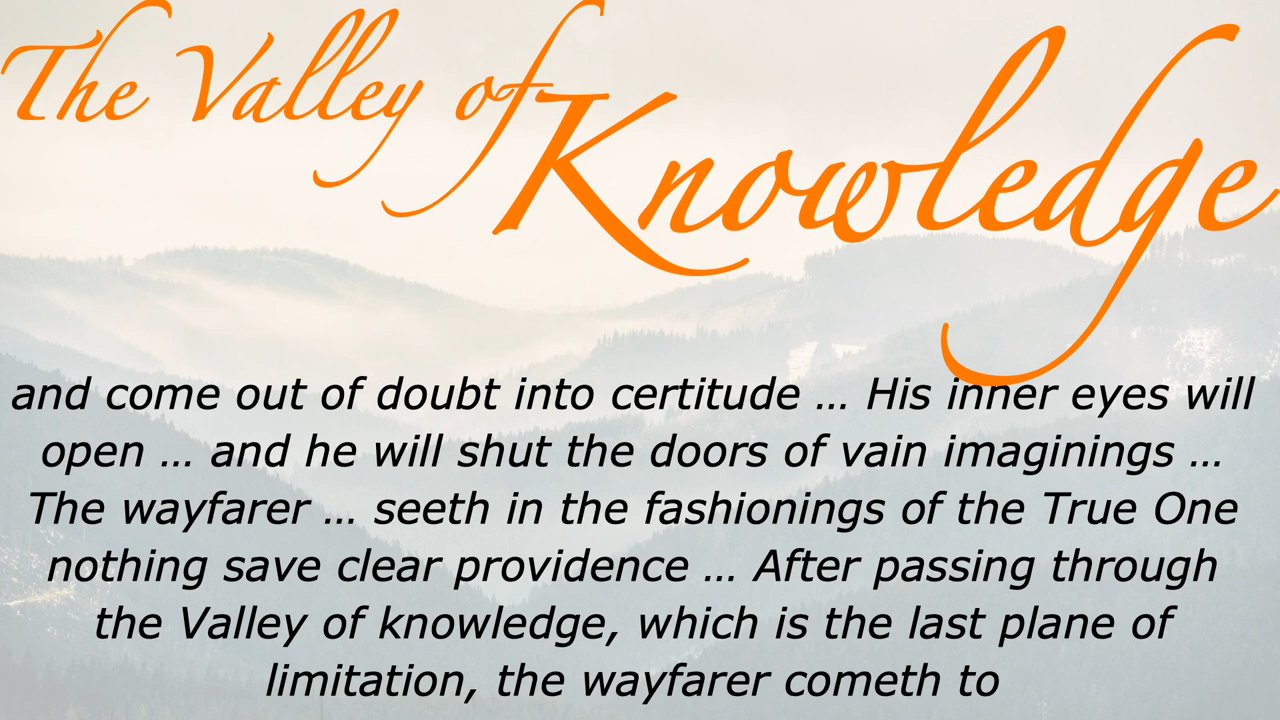 The Valley of Knowledge
and come out of doubt into certitude ... His inner eyes will
open ... and he will shut the doors of vain imaginings ...
The wayfarer ... seeth in the fashionings of the True One
nothing save clear providence ... After passing through
the Valley of knowledge, which is the last plane of
limitation, the wayfarer cometh to